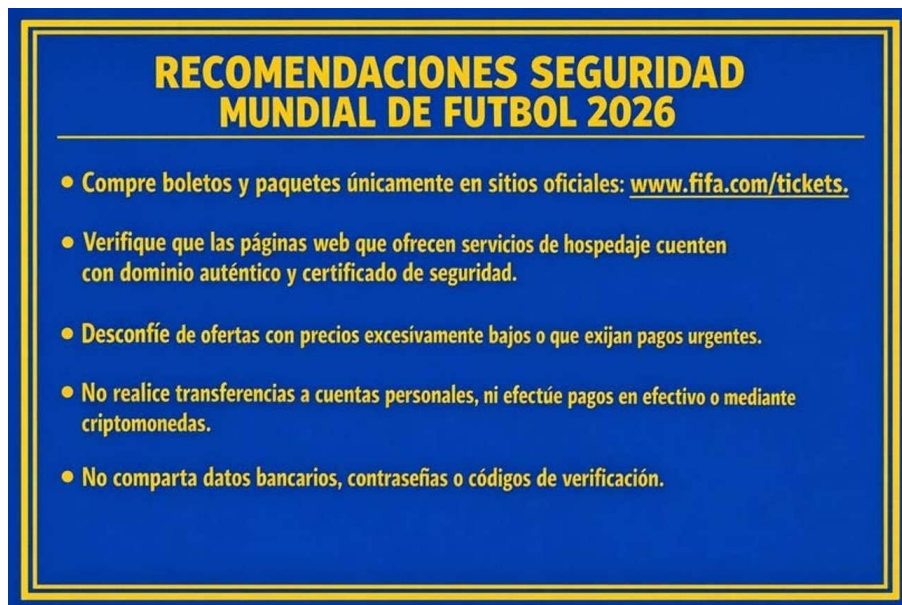 RECOMENDACIONES SEGURIDAD
MUNDIAL DE FUTBOL 2026
• Compre boletos y paquetes únicamente en sitios oficiales: www.fifa.com/tickets.
• Verifique que las páginas web que ofrecen servicios de hospedaje cuenten
con dominio auténtico y certificado de seguridad.
• Desconfíe de ofertas con precios excesivamente bajos o que exijan pagos urgentes.
• No realice transferencias a cuentas personales, ni efectúe pagos en efectivo o mediante
criptomonedas.
• No comparta datos bancarios, contraseñas o códigos de verificación.